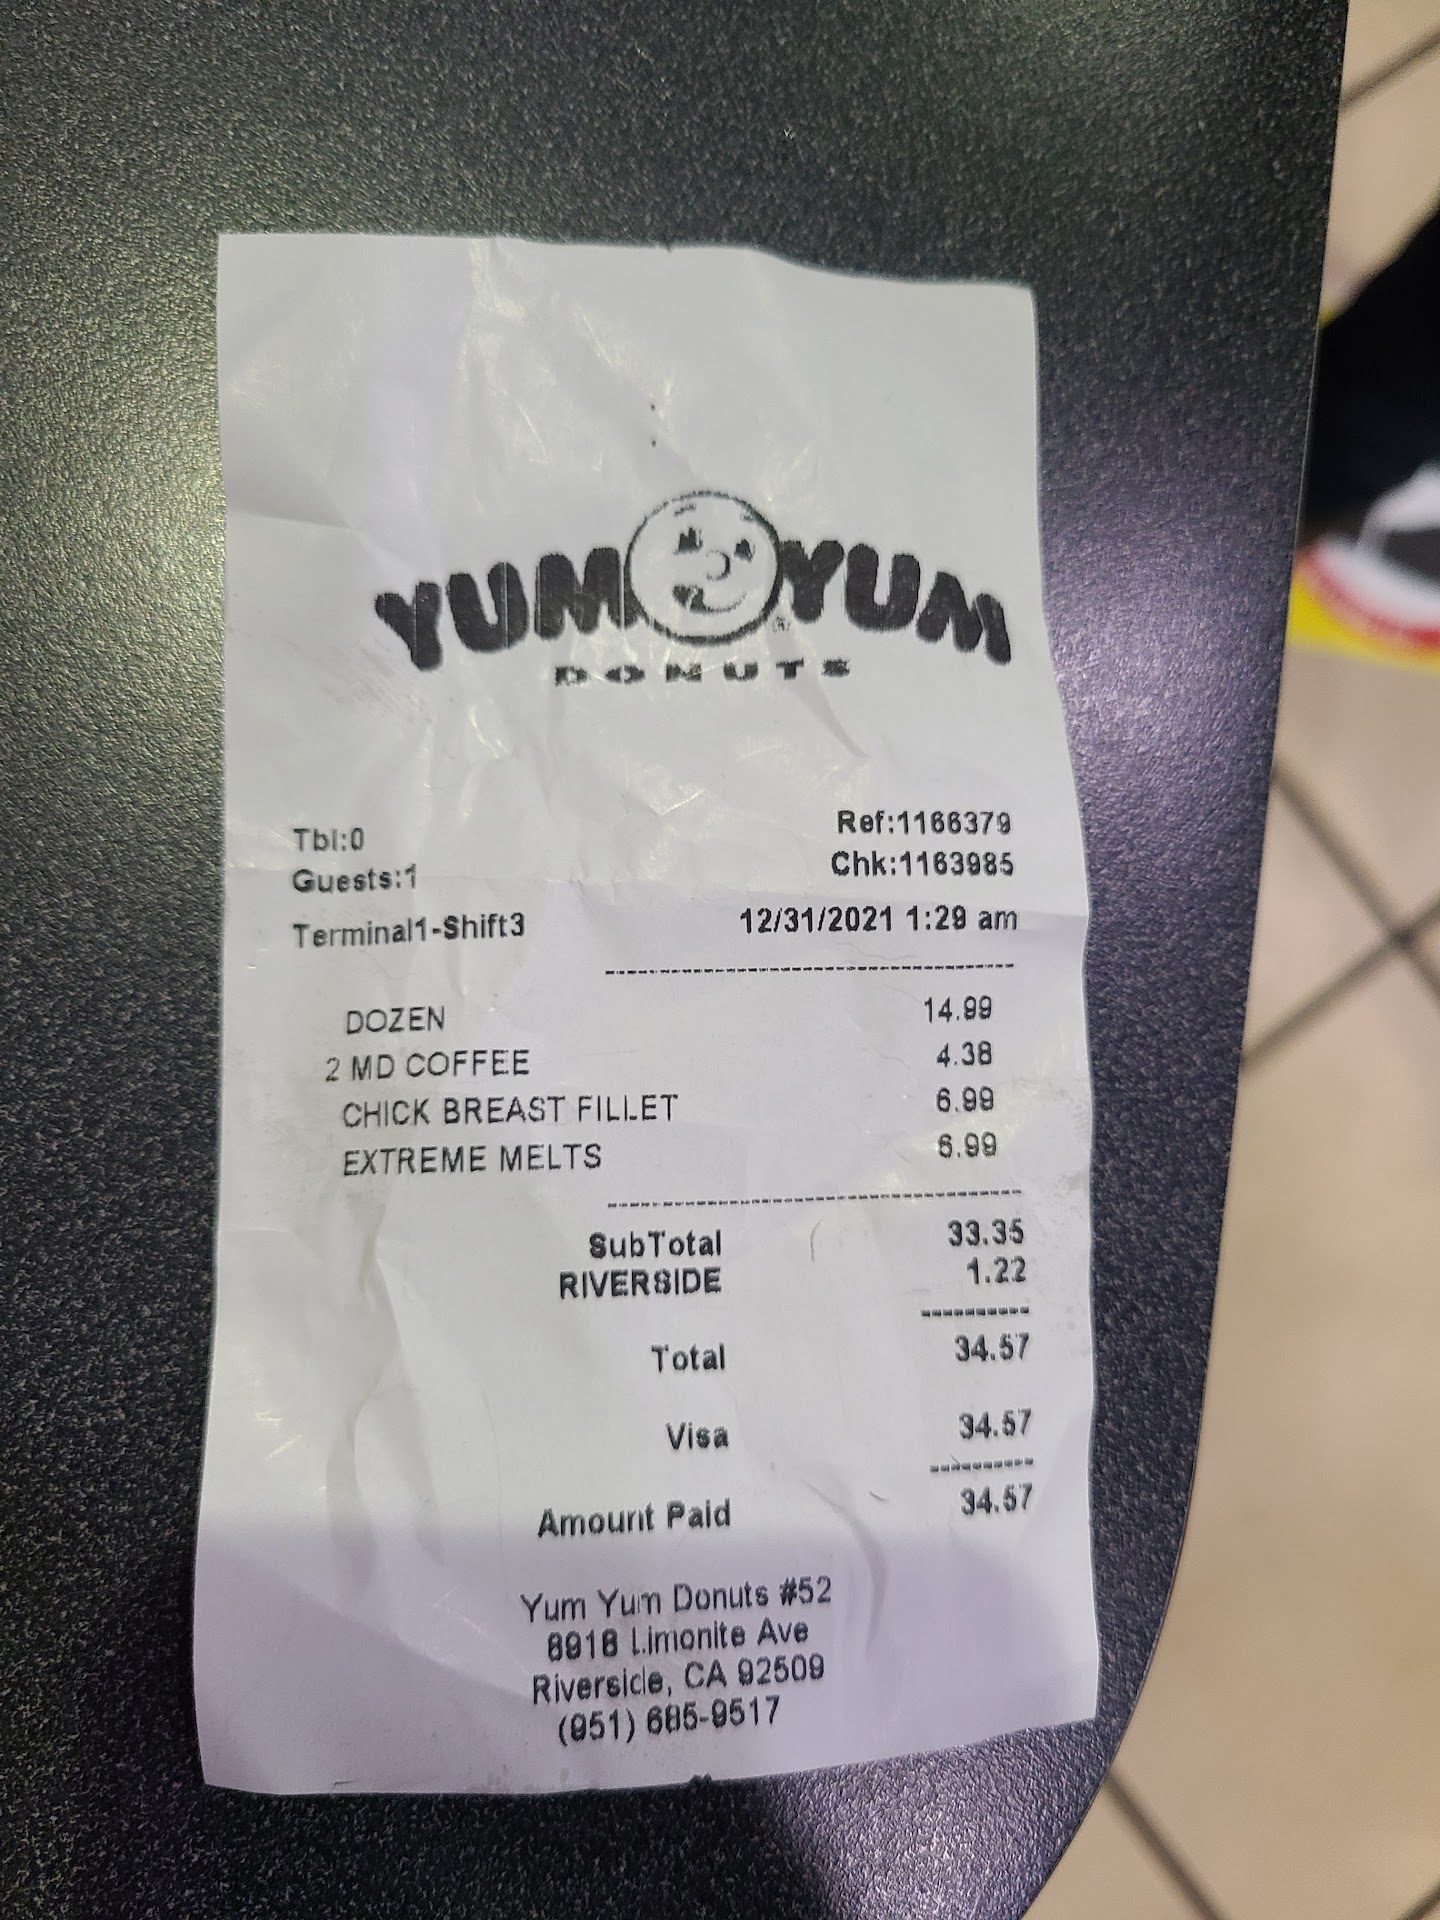 YUM YUM
DONUTS
Tbl:0 Ref:1166379
Guests:1 Chk:1163985
Terminal1-Shift3 12/31/2021 1:29 am
DOZEN 14.99
2 MD COFFEE 4.38
CHICK BREAST FILLET 6.99
EXTREME MELTS 6.99
SubTotal 33.35
RIVERSIDE 1.22
Total 34.57
Visa 34.57
Amount Paid 34.57
Yum Yum Donuts #52
8918 Limonite Ave
Riverside, CA 92509
(951) 685-9517